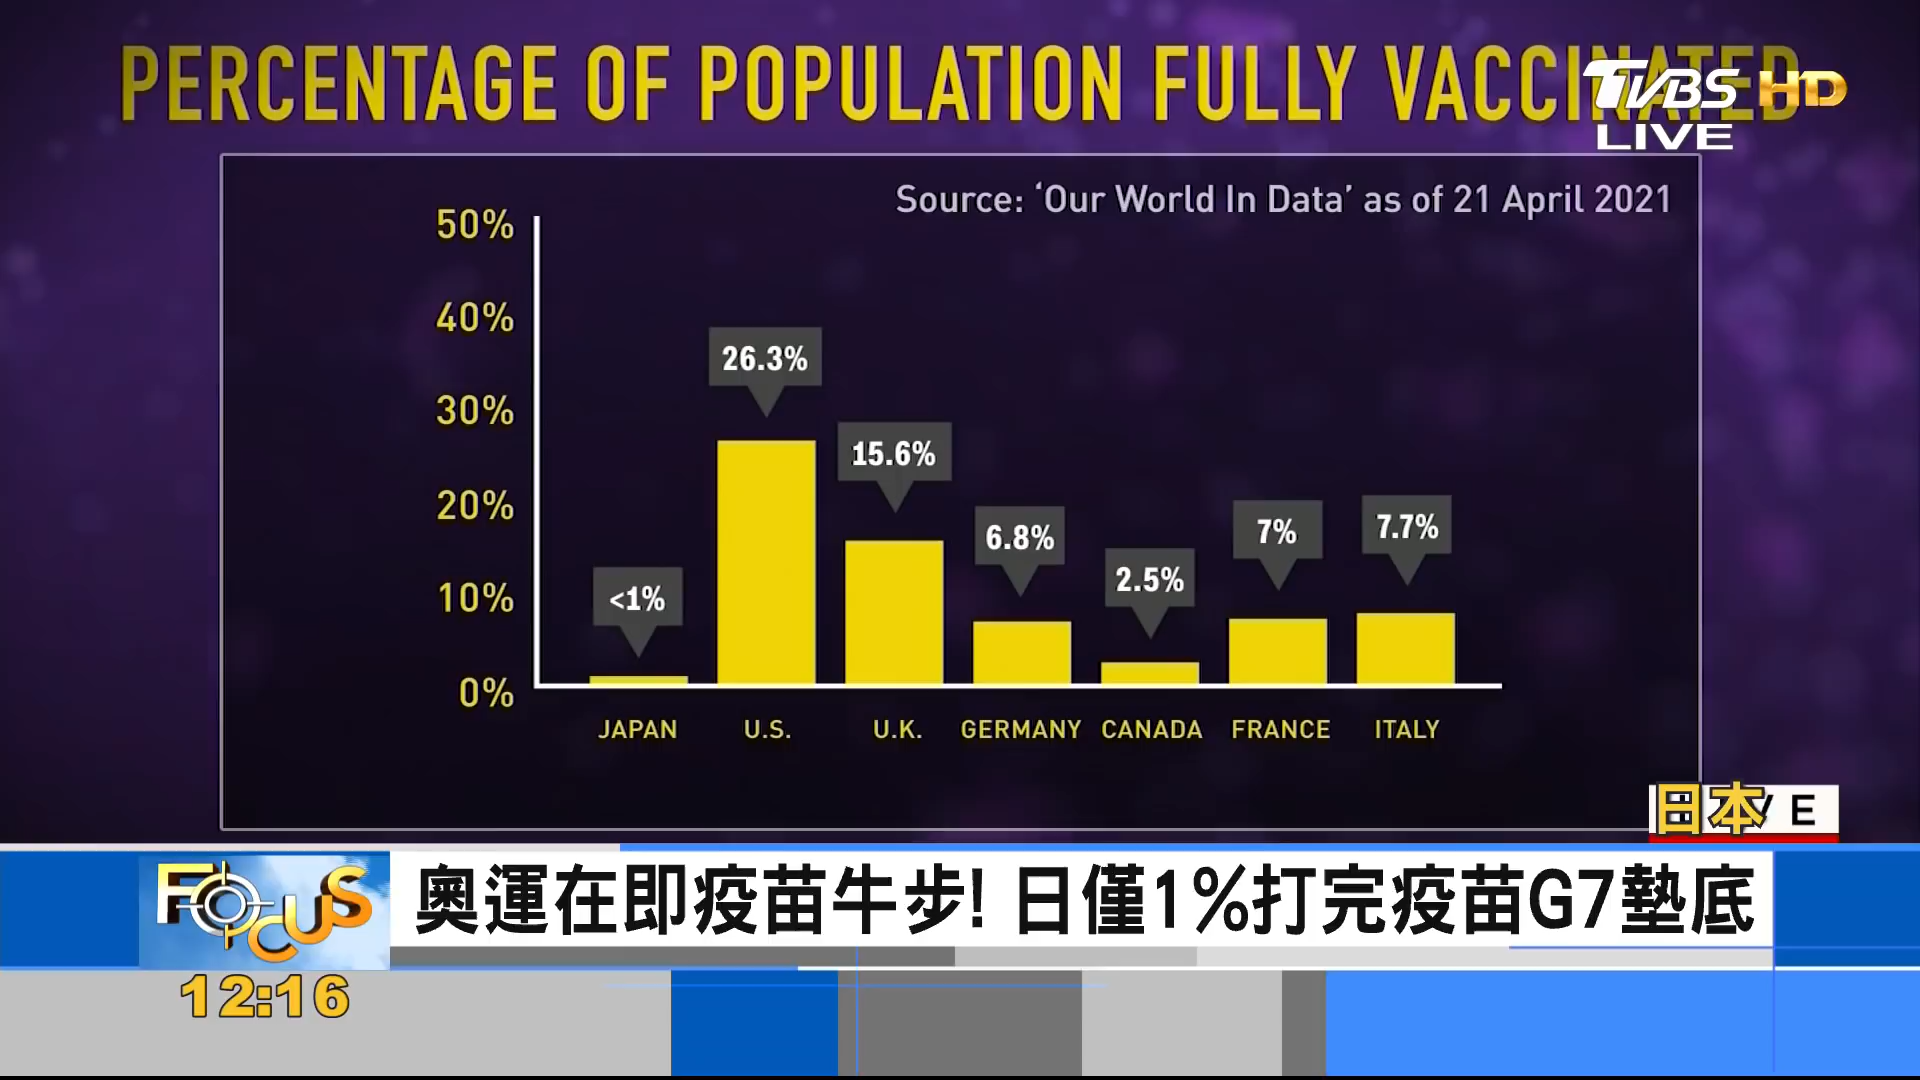 PERCENTAGE OF POPULATION FULLY VACCINATED
TVBS HD
LIVE
Source: ‘Our World In Data’ as of 21 April 2021
50%
40%
30%
20%
10%
0%
<1%
26.3%
15.6%
6.8%
2.5%
7%
7.7%
JAPAN U.S. U.K. GERMANY CANADA FRANCE ITALY
日本
FOCUS
奧運在即疫苗牛步! 日僅1%打完疫苗G7墊底
12:16